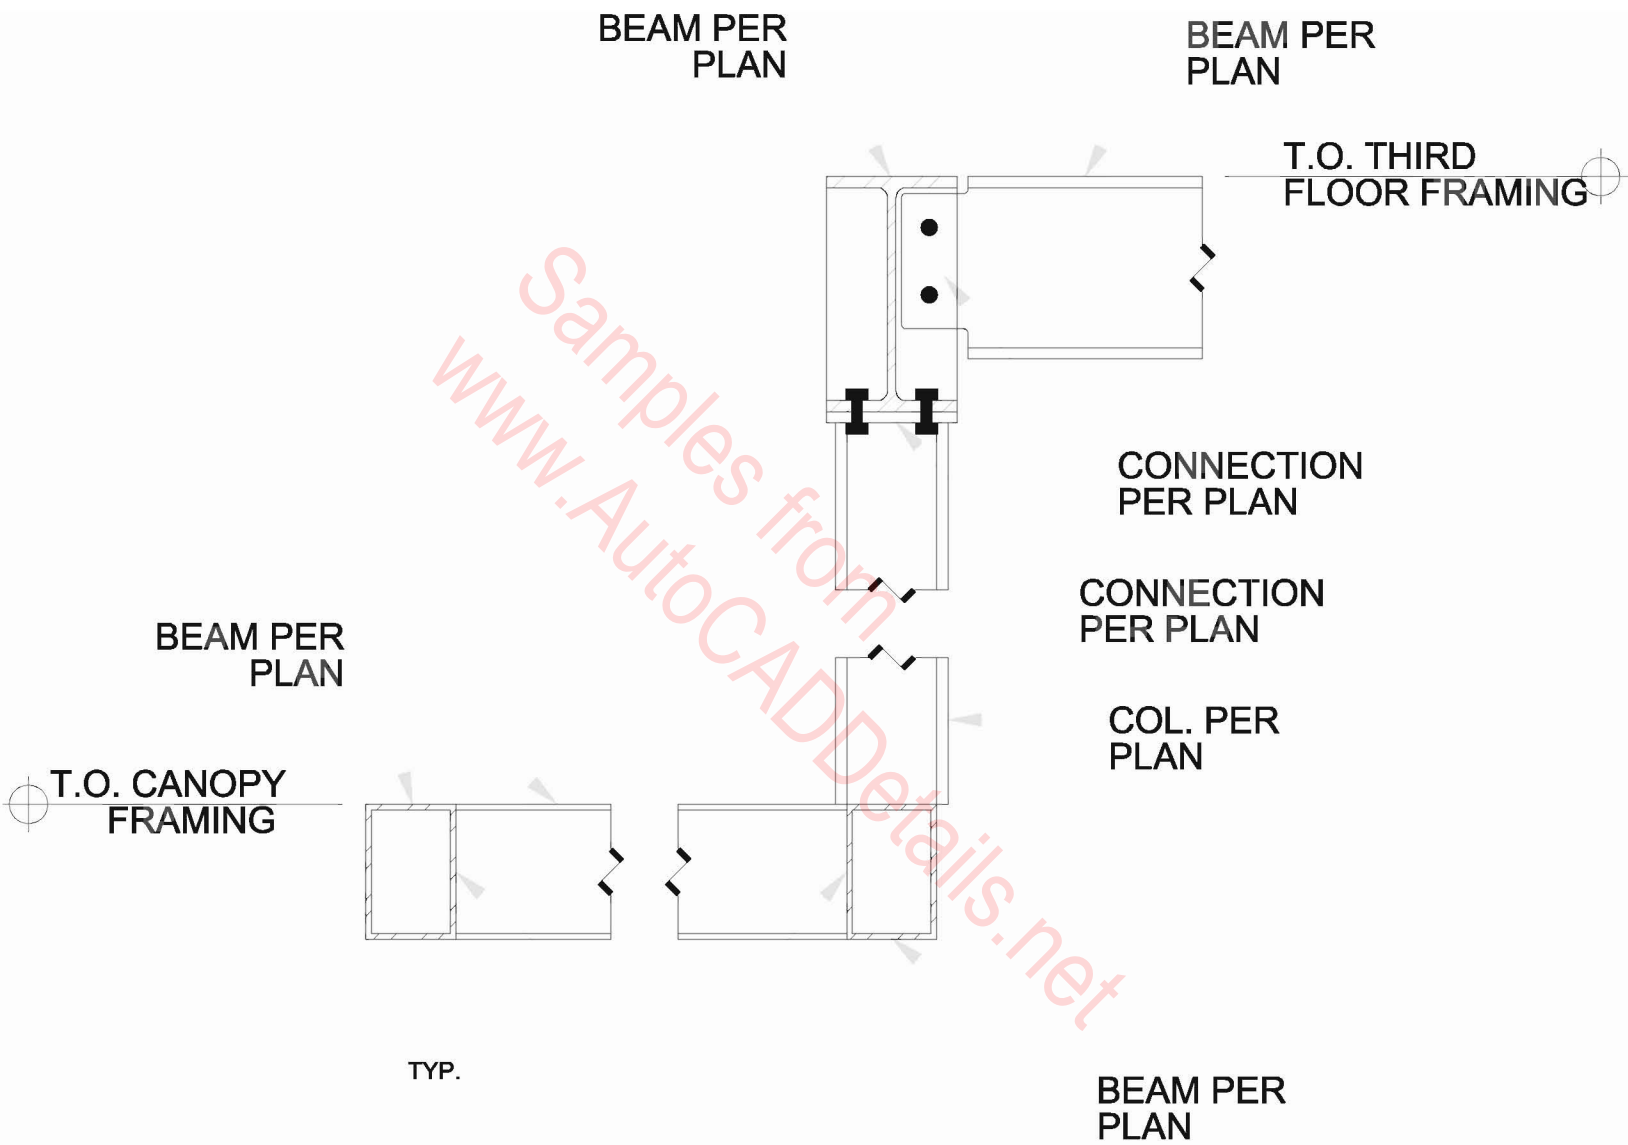 BEAM PER
PLAN
BEAM PER
PLAN
T.O. THIRD
FLOOR FRAMING
Samples from
www.AutoCADDetails.net
CONNECTION
PER PLAN
CONNECTION
PER PLAN
BEAM PER
PLAN
COL. PER
PLAN
T.O. CANOPY
FRAMING
TYP.
BEAM PER
PLAN